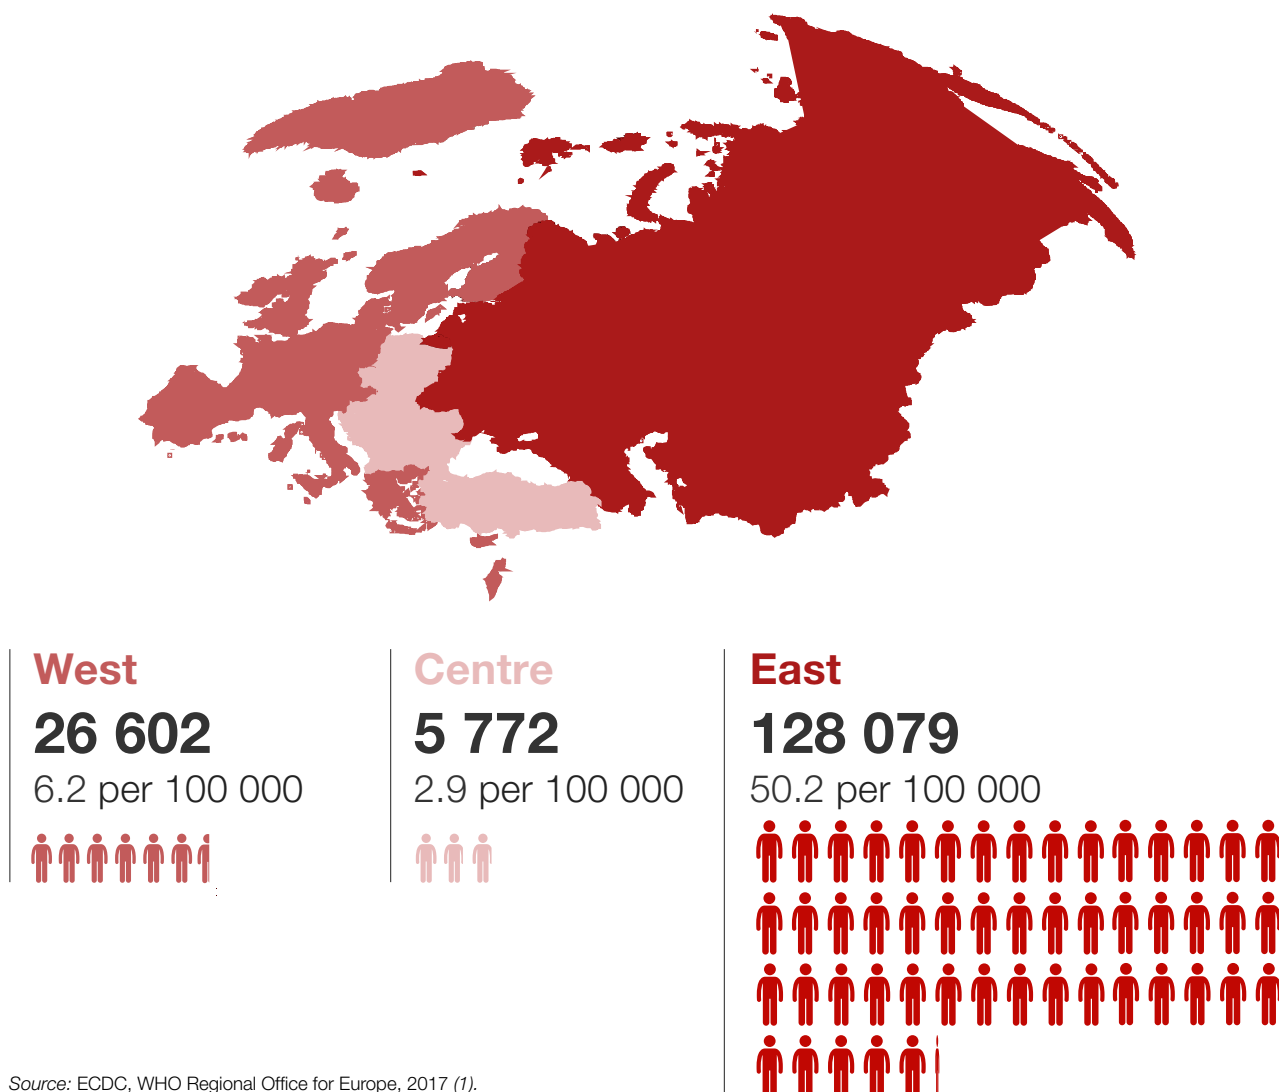 West
26 602
6.2 per 100 000
Centre
5 772
2.9 per 100 000
East
128 079
50.2 per 100 000
Source: ECDC, WHO Regional Office for Europe, 2017 (1).